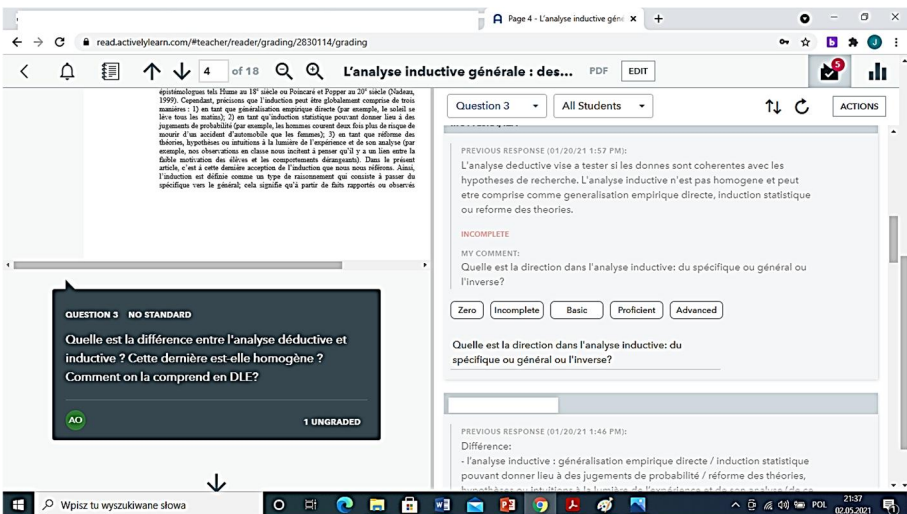 Page 4 - L'analyse inductive géné
read.activelylearn.com/#teacher/reader/grading/2830114/grading
4 of 18 L'analyse inductive générale : des... PDF EDIT
5
épistémologues tels Hume au 18e siècle ou Poincaré et Popper au 20e siècle (Nadeau,
1999). Cependant, précisons que l'induction peut être globalement comprise de trois
manières : 1) en tant que généralisation empirique directe (par exemple, le soleil se
lève tous les matins); 2) en tant qu'induction statistique pouvant donner lieu à des
jugements de probabilité (par exemple, les hommes courent deux fois plus de risque de
mourir d'un accident d'automobile que les femmes); 3) en tant que réforme des
théories, hypothèses ou intuitions à la lumière de l'expérience et de son analyse (par
exemple, nos observations en classe nous incitent à penser qu'il y a un lien entre la
faible motivation des élèves et les comportements dérangeants). Dans le présent
article, c'est à cette dernière acception de l'induction que nous nous référons. Ainsi,
l'induction est définie comme un type de raisonnement qui consiste à passer du
spécifique vers le général; cela signifie qu'à partir de faits rapportés ou observés
QUESTION 3 NO STANDARD
Quelle est la différence entre l'analyse déductive et
inductive ? Cette dernière est-elle homogène ?
Comment on la comprend en DLE?
AO 1 UNGRADED
Question 3 All Students ACTIONS
PREVIOUS RESPONSE (01/20/21 1:57 PM):
L'analyse deductive vise a tester si les donnes sont coherentes avec les
hypotheses de recherche. L'analyse inductive n'est pas homogene et peut
etre comprise comme generalisation empirique directe, induction statistique
ou reforme des theories.
INCOMPLETE
MY COMMENT:
Quelle est la direction dans l'analyse inductive: du spécifique ou général ou
l'inverse?
Zero Incomplete Basic Proficient Advanced
Quelle est la direction dans l'analyse inductive: du
spécifique ou général ou l'inverse?
PREVIOUS RESPONSE (01/20/21 1:46 PM):
Différence:
- l'analyse inductive : généralisation empirique directe / induction statistique
pouvant donner lieu à des jugements de probabilité / réforme des théories,
hypothèses ou intuitions à la lumière de l'expérience et de son analyse (de ce
Wpisz tu wyszukiwane słowa
POL
21:37
02.05.2021